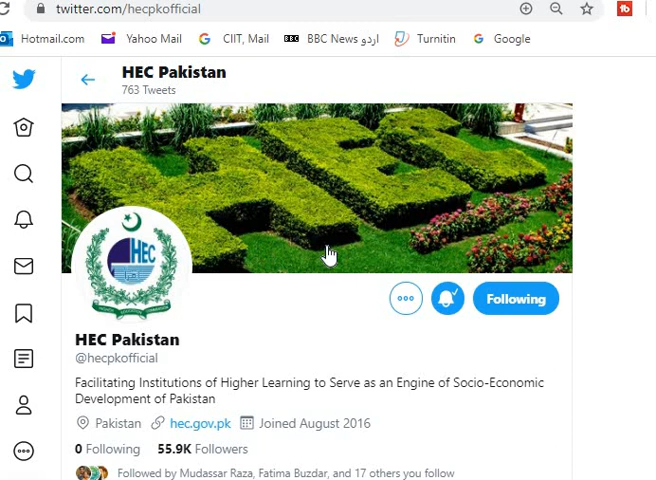 twitter.com/hecpkofficial
Hotmail.com Yahoo Mail CIIT, Mail BBC BBC News اردو Turnitin Google
HEC Pakistan
763 Tweets
HEC
HEC
Following
HEC Pakistan
@hecpkofficial
Facilitating Institutions of Higher Learning to Serve as an Engine of Socio-Economic
Development of Pakistan
Pakistan hec.gov.pk Joined August 2016
0 Following 55.9K Followers
Followed by Mudassar Raza, Fatima Buzdar, and 17 others you follow